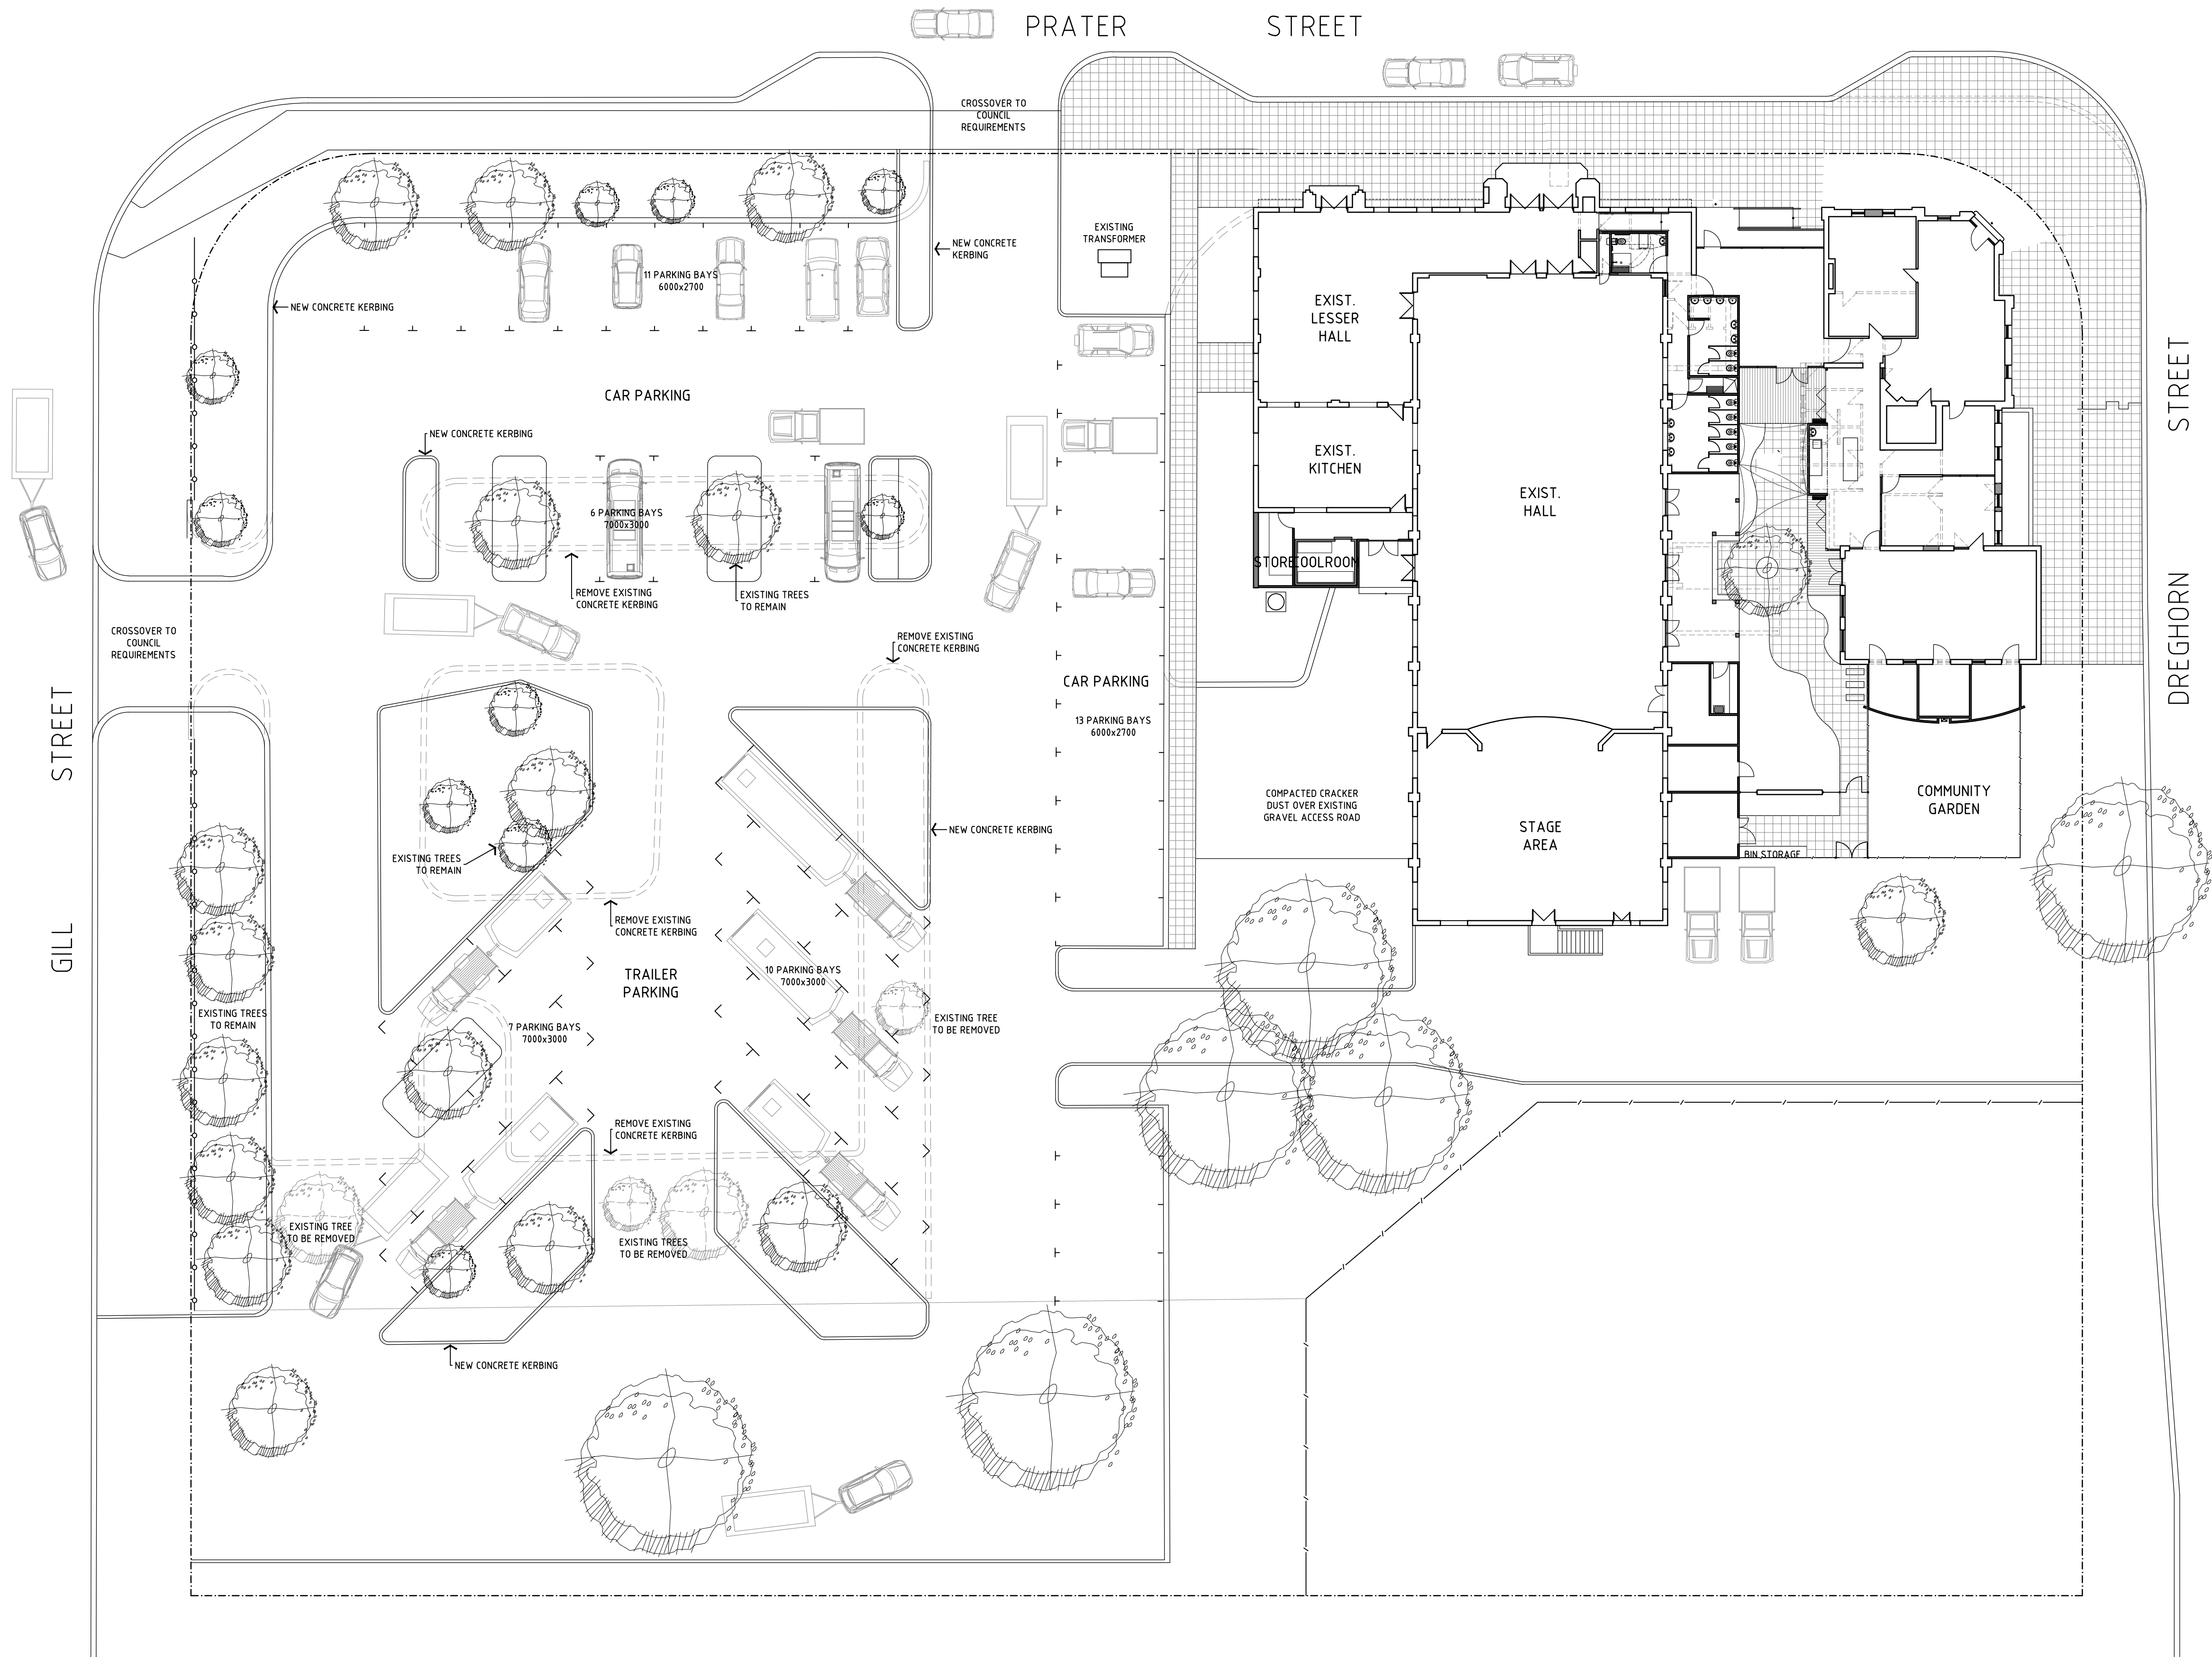 PRATER STREET
CROSSOVER TO
COUNCIL
REQUIREMENTS
NEW CONCRETE
KERBING
EXISTING
TRANSFORMER
11 PARKING BAYS
6000x2700
NEW CONCRETE KERBING
CAR PARKING
NEW CONCRETE KERBING
6 PARKING BAYS
7000x3000
REMOVE EXISTING
CONCRETE KERBING
EXISTING TREES
TO REMAIN
CROSSOVER TO
COUNCIL
REQUIREMENTS
REMOVE EXISTING
CONCRETE KERBING
CAR PARKING
13 PARKING BAYS
6000x2700
GILL STREET
NEW CONCRETE KERBING
EXISTING TREES
TO REMAIN
REMOVE EXISTING
CONCRETE KERBING
TRAILER
PARKING
10 PARKING BAYS
7000x3000
EXISTING TREES
TO REMAIN
7 PARKING BAYS
7000x3000
EXISTING TREE
TO BE REMOVED
REMOVE EXISTING
CONCRETE KERBING
EXISTING TREE
TO BE REMOVED
EXISTING TREES
TO BE REMOVED
NEW CONCRETE KERBING
EXIST.
LESSER
HALL
EXIST.
KITCHEN
EXIST.
HALL
STORE
COOLROOM
COMPACTED CRACKER
DUST OVER EXISTING
GRAVEL ACCESS ROAD
STAGE
AREA
BIN STORAGE
COMMUNITY
GARDEN
DREGHORN STREET